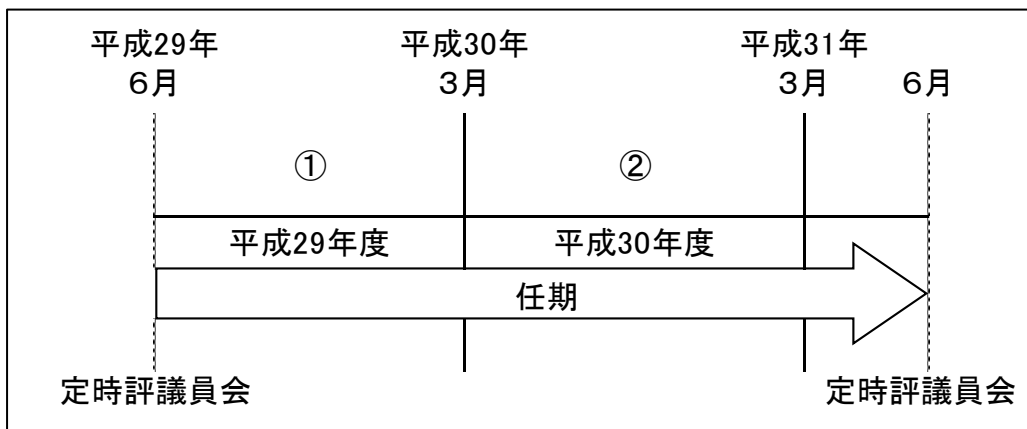 平成29年 平成30年 平成31年
６月 ３月 ３月 ６月
① ②
平成29年度 平成30年度
任期
定時評議員会 定時評議員会